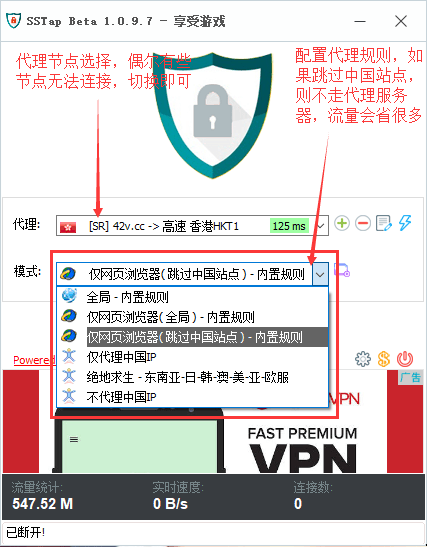 SSTap Beta 1.0.9.7 - 享受游戏
代理节点选择，偶尔有些
节点无法连接，切换即可
配置代理规则，如
果跳过中国站点，
则不走代理服务
器，流量会省很多
代理:
[SR] 42v.cc -> 高速 香港HKT1
125 ms
模式:
仅网页浏览器(跳过中国站点) - 内置规则
全局 - 内置规则
仅网页浏览器(全局) - 内置规则
仅网页浏览器(跳过中国站点) - 内置规则
仅代理中国IP
绝地求生 - 东南亚-日-韩-澳-美-亚-欧服
不代理中国IP
Powered
广告
FAST PREMIUM
VPN
流量统计:
实时速度:
连接数:
547.52 M
0 B/s
0
已断开!